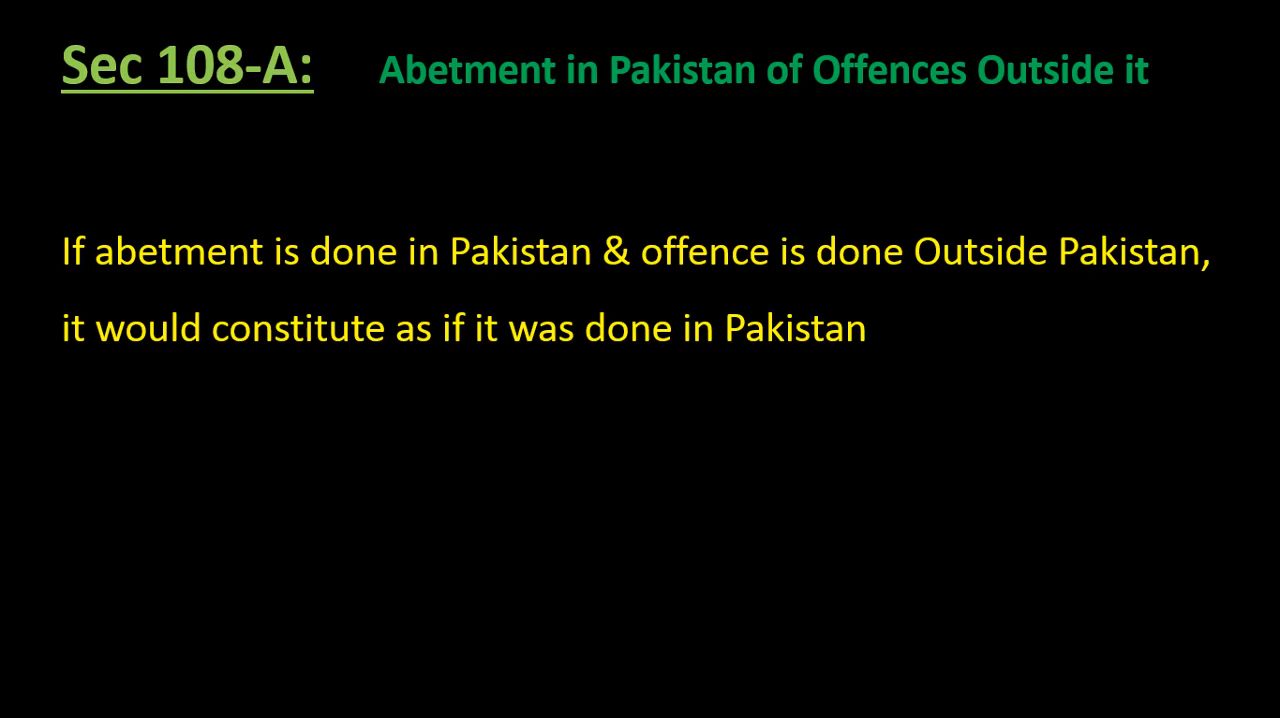 Sec 108-A: Abetment in Pakistan of Offences Outside it
If abetment is done in Pakistan & offence is done Outside Pakistan,
it would constitute as if it was done in Pakistan